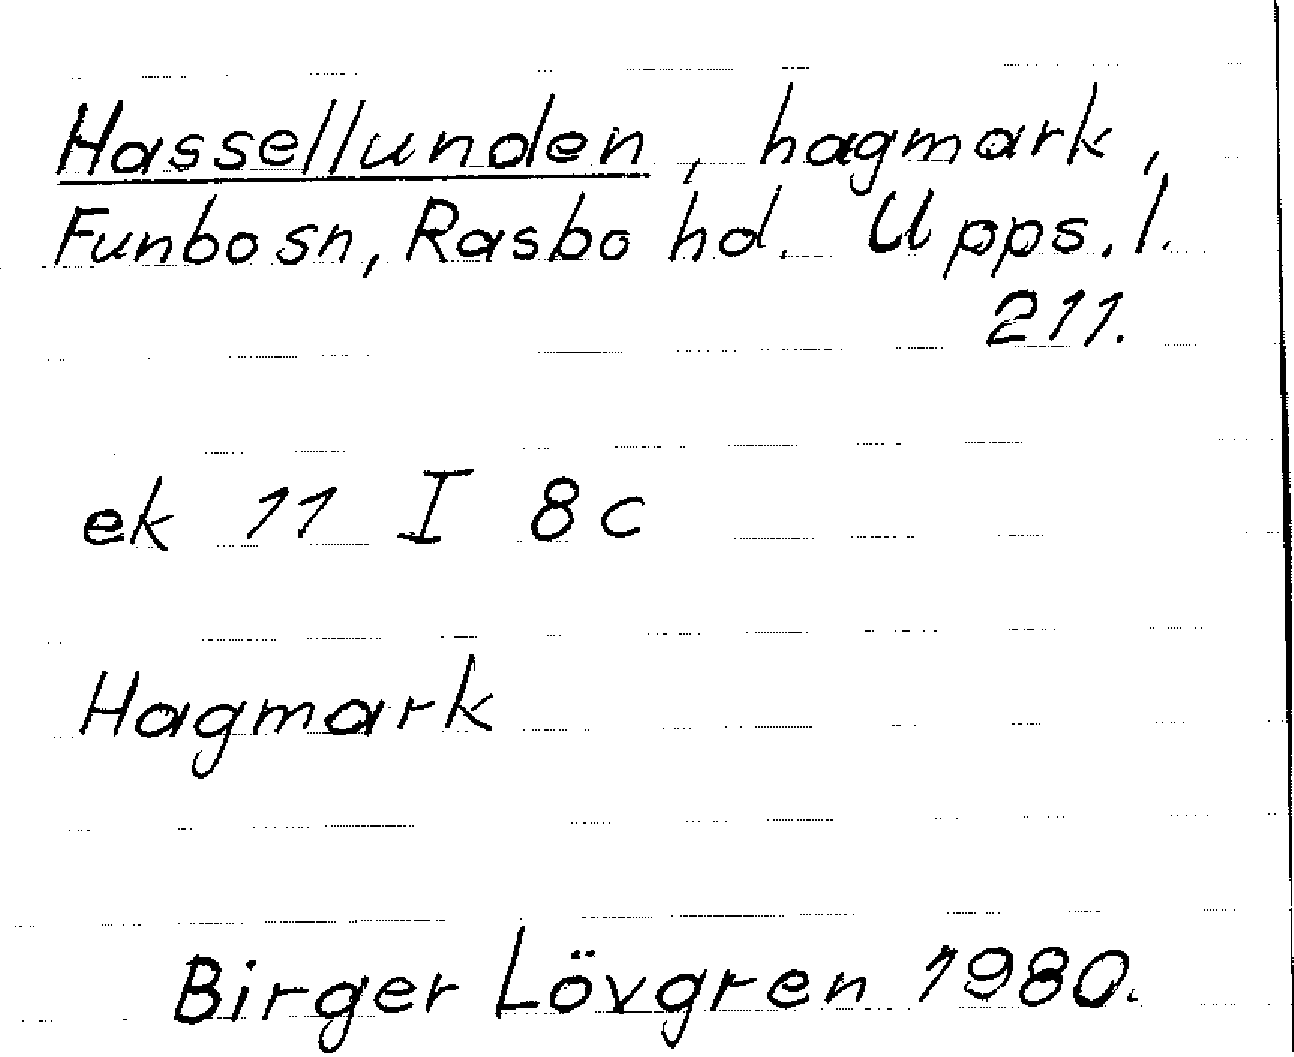 Hassellunden, hagmark,
Funbo sn, Rasbo hd. Upps. l.
211.
ek 11 I 8c
Hagmark
Birger Lövgren 1980.